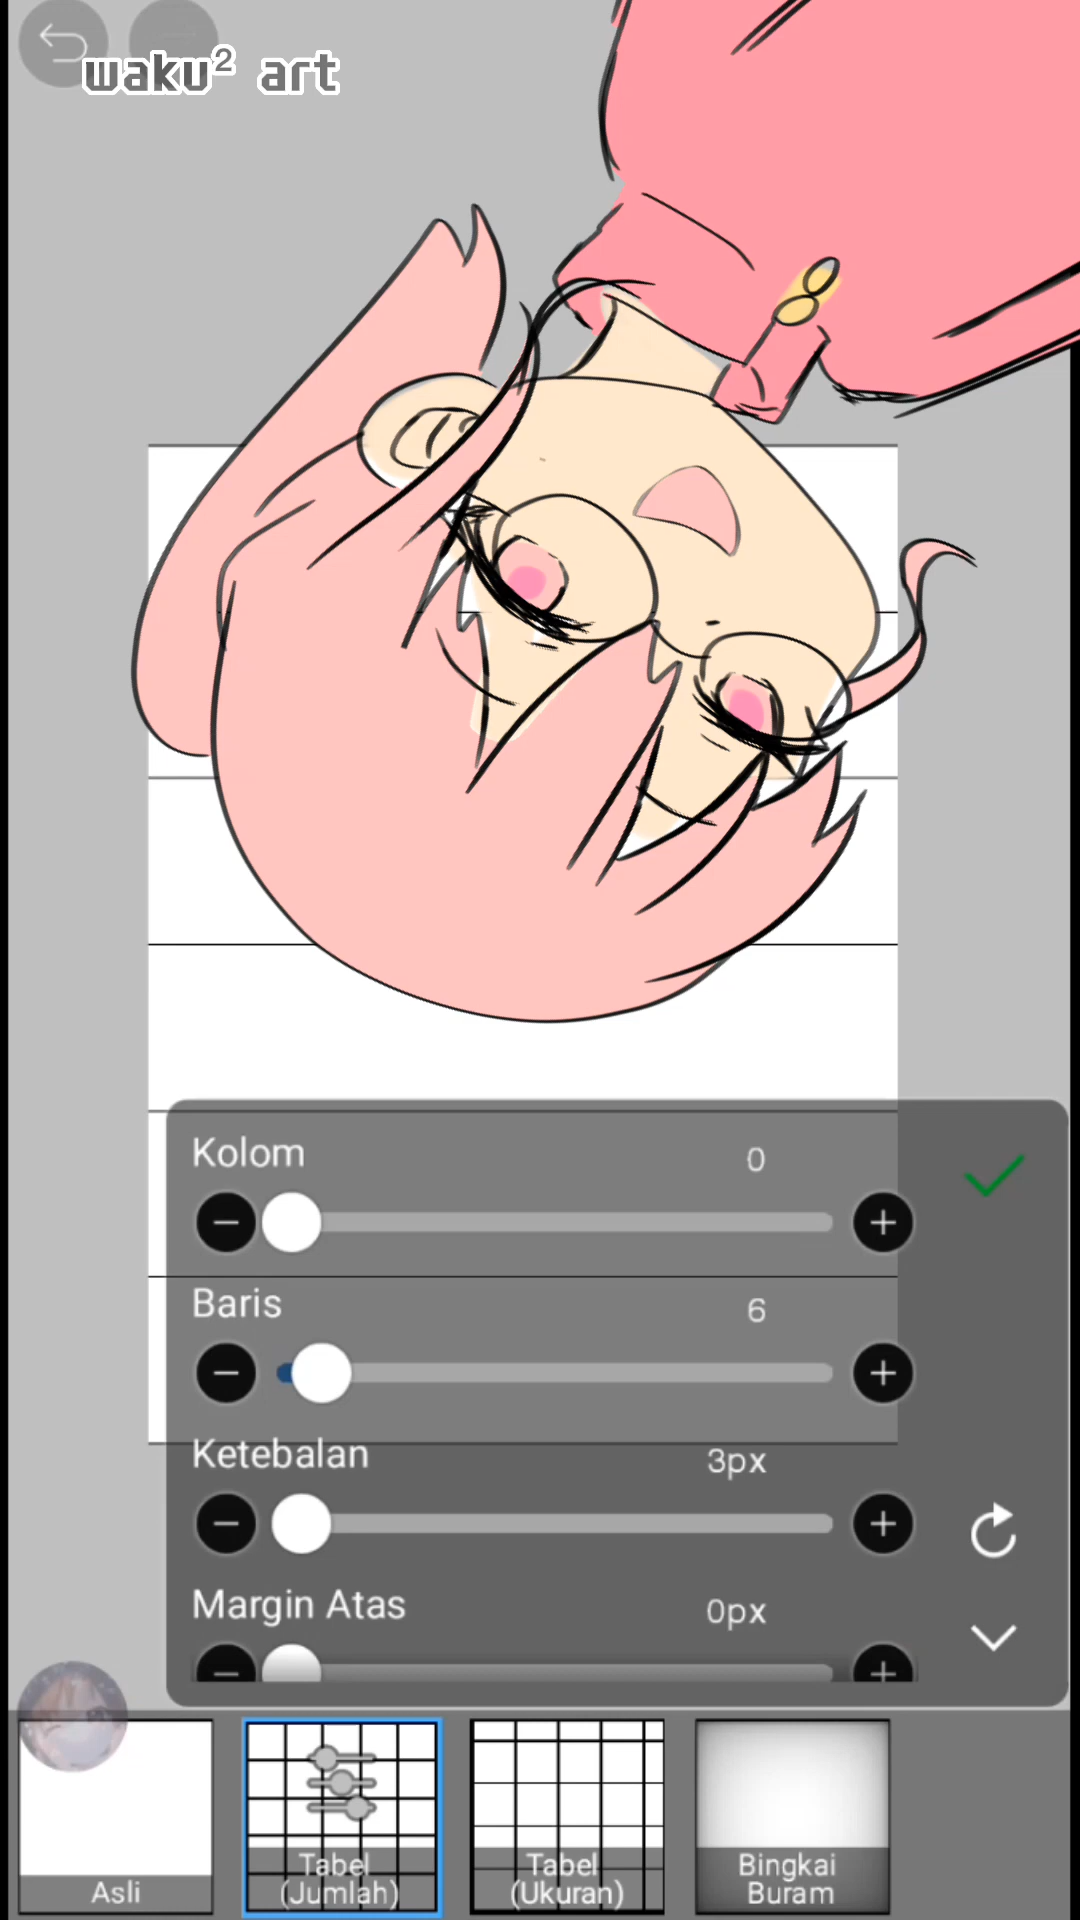 waku² art
Kolom 0
Baris 6
Ketebalan 3px
Margin Atas 0px
Asli
Tabel
(Jumlah)
Tabel
(Ukuran)
Bingkai
Buram